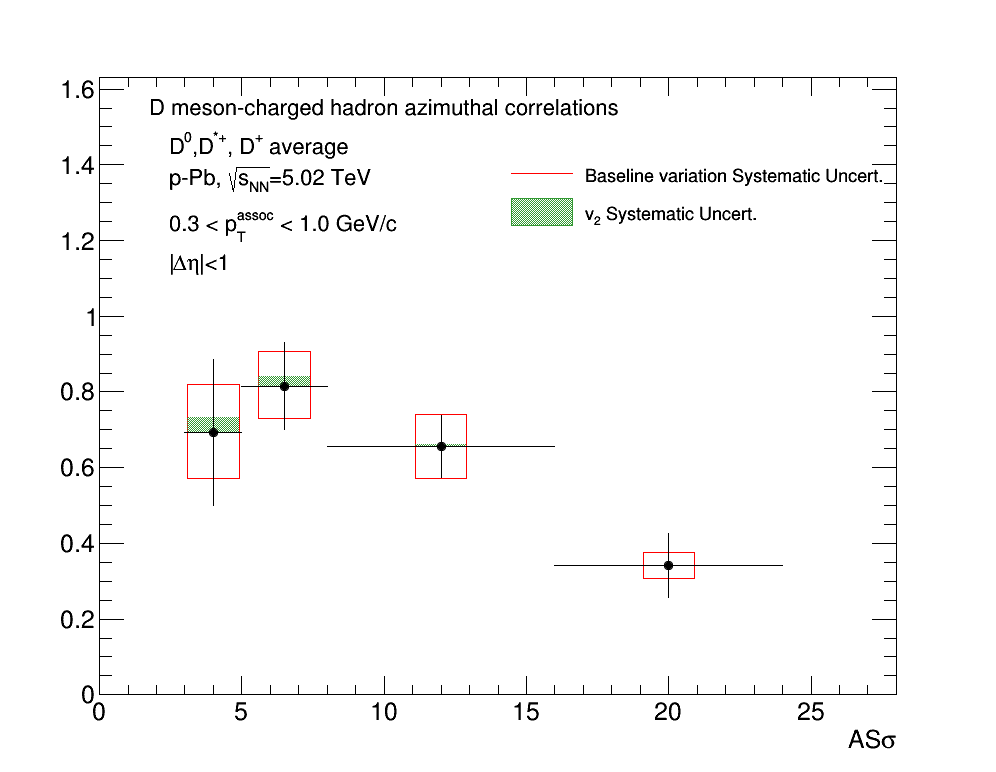 D meson-charged hadron azimuthal correlations
D⁰,D*⁺, D⁺ average
p-Pb, √sNN=5.02 TeV
0.3 < pTassoc < 1.0 GeV/c
|Δη|<1
Baseline variation Systematic Uncert.
v₂ Systematic Uncert.
1.6
1.4
1.2
1
0.8
0.6
0.4
0.2
0
0 5 10 15 20 25
ASσ